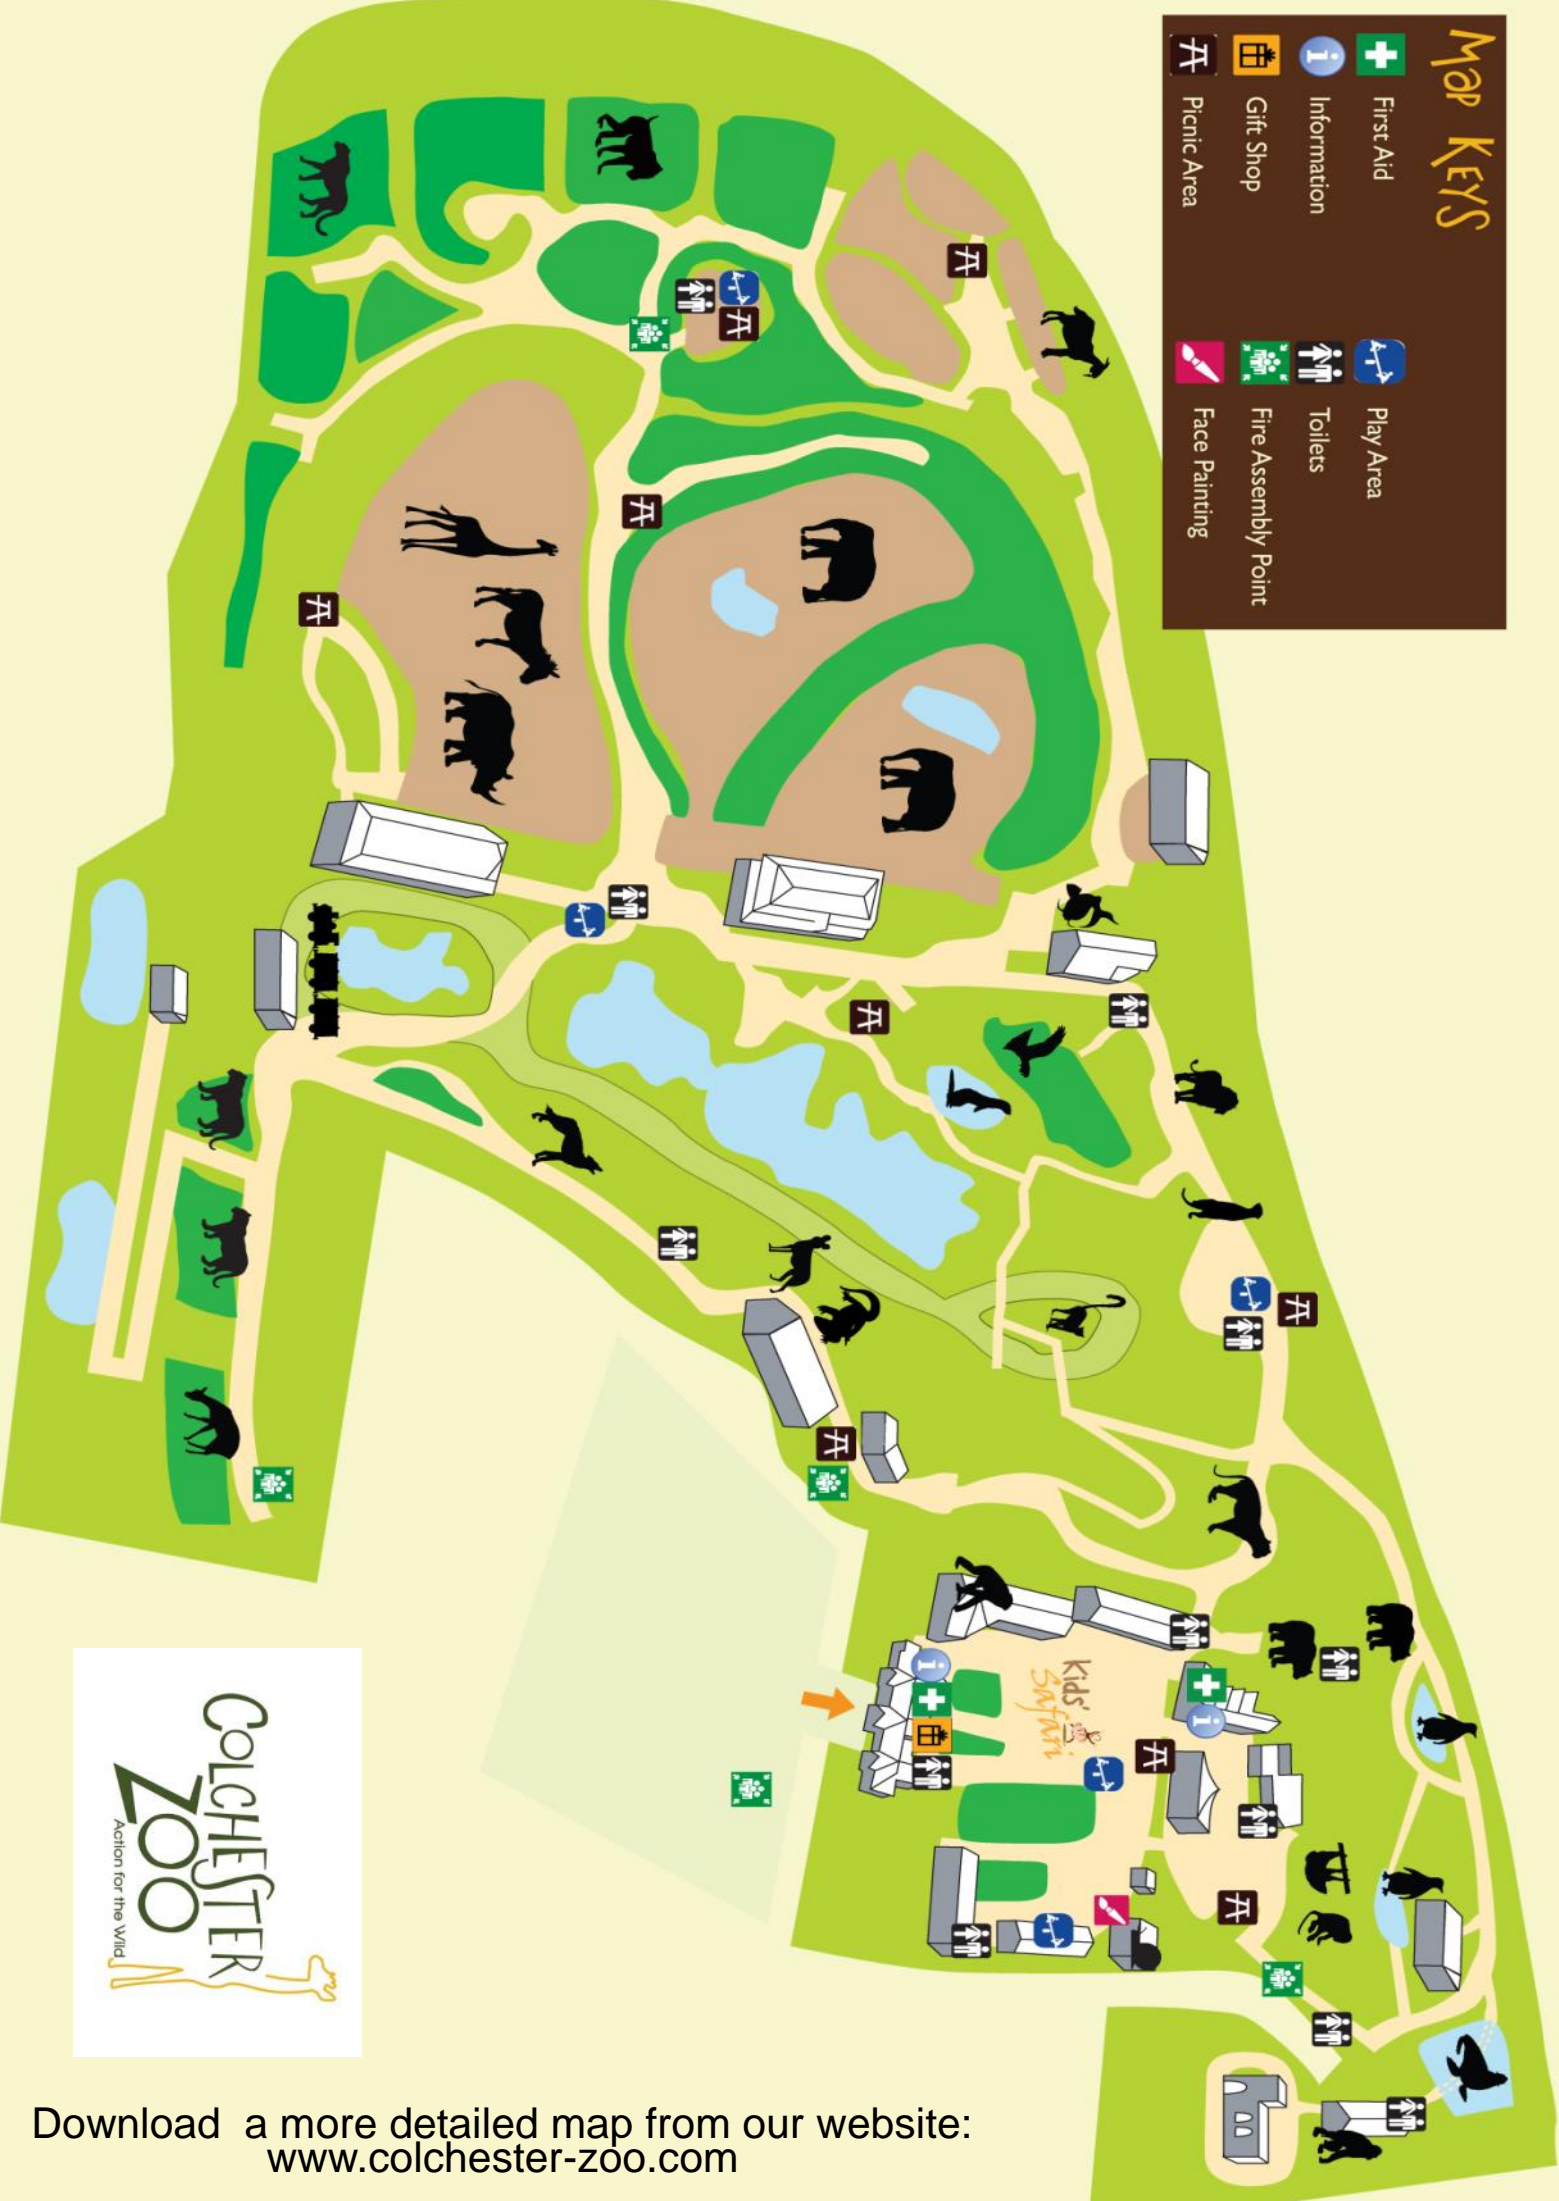 Map Keys
First Aid
Information
Gift Shop
Picnic Area
Play Area
Toilets
Fire Assembly Point
Face Painting
Kids'
Safari
COLCHESTER
ZOO
Action for the Wild
Download a more detailed map from our website:
www.colchester-zoo.com